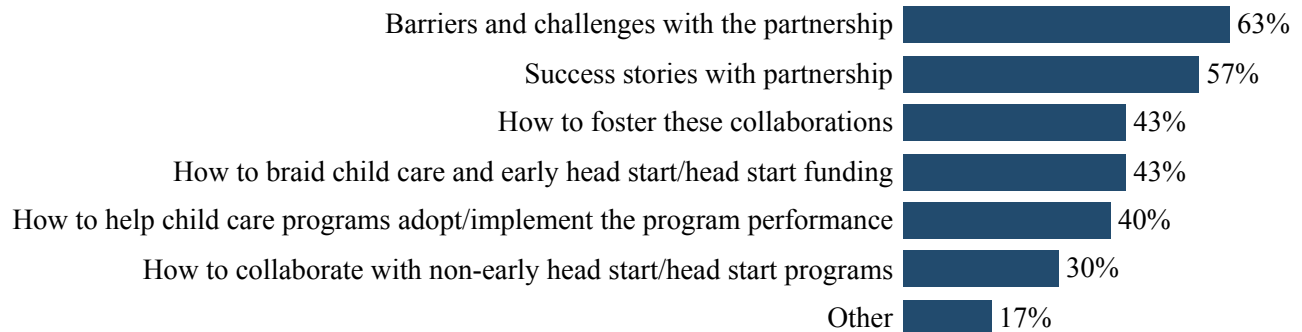 Barriers and challenges with the partnership 63%
Success stories with partnership 57%
How to foster these collaborations 43%
How to braid child care and early head start/head start funding 43%
How to help child care programs adopt/implement the program performance 40%
How to collaborate with non-early head start/head start programs 30%
Other 17%